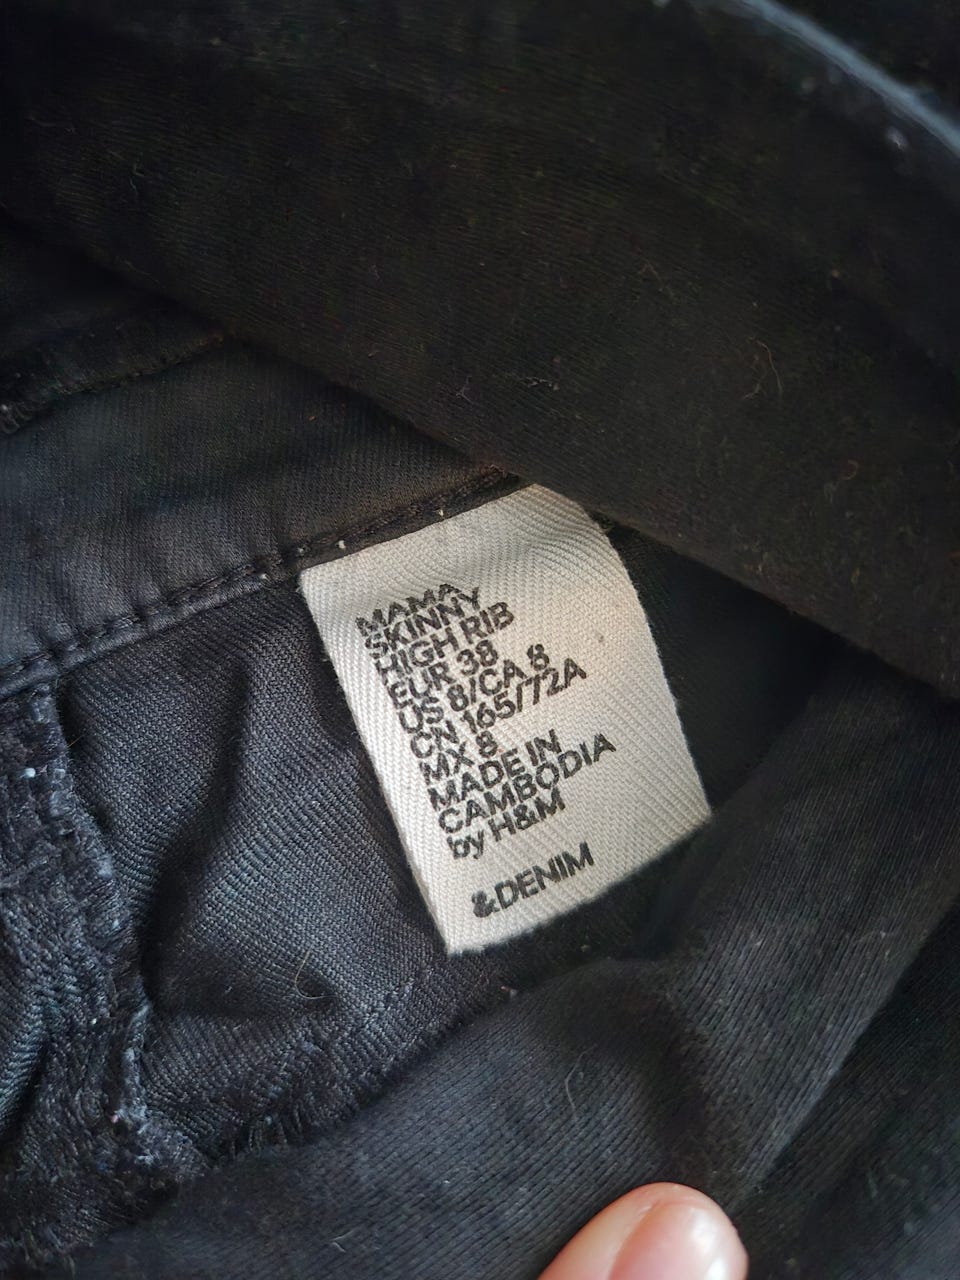 MAMA
SKINNY
HIGH RIB
EUR 38
US 8/CA 8
CN 165/72A
MX 8
MADE IN
CAMBODIA
by H&M
&DENIM